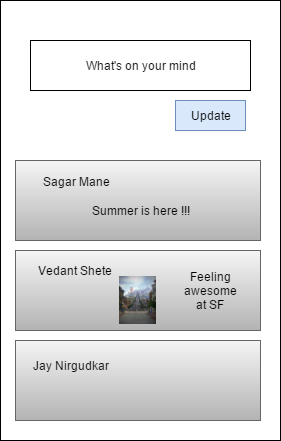 What's on your mind
Update
Sagar Mane
Summer is here !!!
Vedant Shete
Feeling
awesome
at SF
Jay Nirgudkar